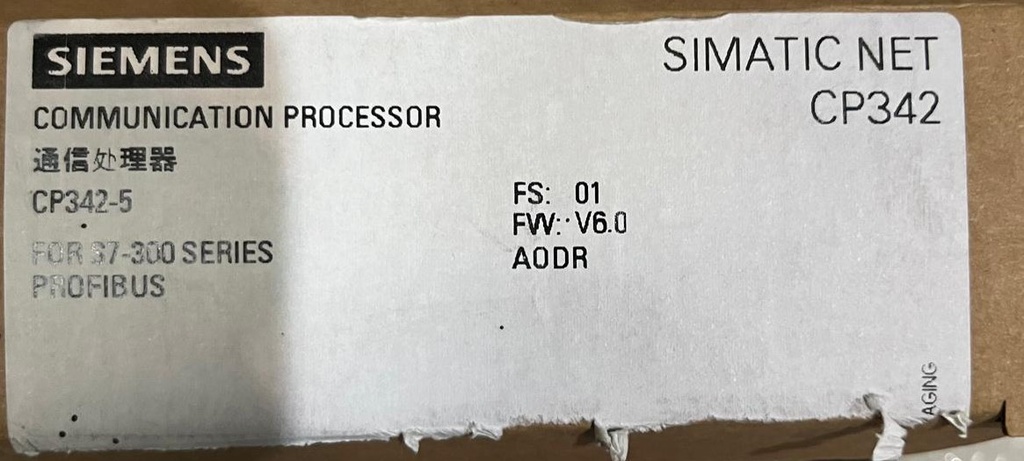 SIEMENS
SIMATIC NET
CP342
COMMUNICATION PROCESSOR
通信处理器
CP342-5
FOR S7-300 SERIES
PROFIBUS
FS: 01
FW: V6.0
AODR
AGING